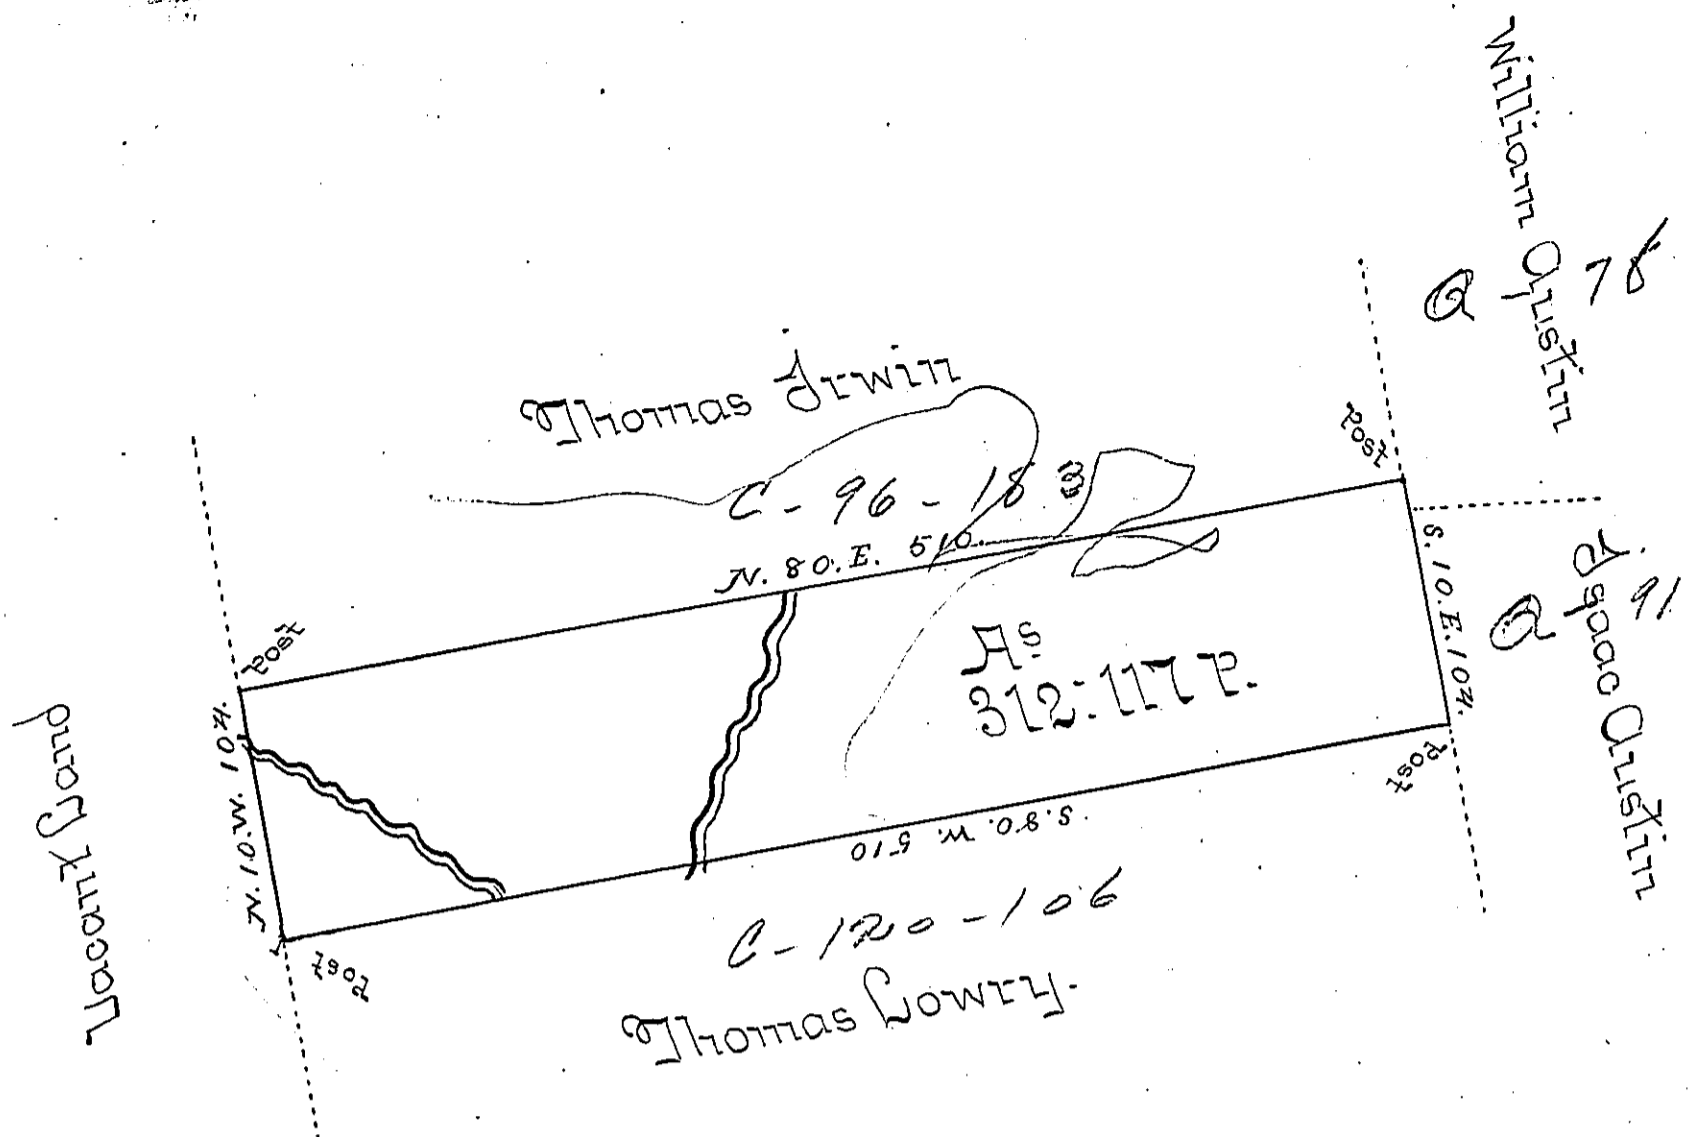 William Austin
Q 78
Thomas Irwin
C - 96 - 183
N. 80. E. 510.
Post
Post
S. 10. E. 104.
Isaac Austin
Q 91
As
312:117 P.
Vacant Land
N. 10. W. 104.
Post
S. 80. W. 510
Post
C - 120 - 106
Thomas Lowry.